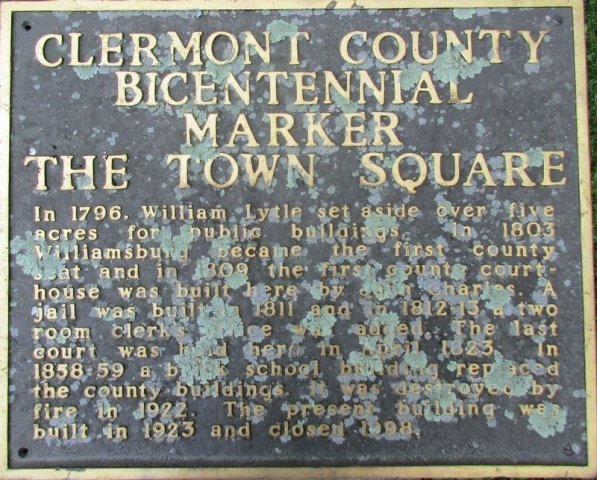 CLERMONT COUNTY
BICENTENNIAL
MARKER
THE TOWN SQUARE
In 1796, William Lytle set aside over five
acres for public buildings. In 1803
Williamsburg became the first county
seat and in 1809 the first county court-
house was built here by John Charles. A
jail was built in 1811 and in 1812-13 a two
room clerks office was added. The last
court was held here in April 1823. In
1858-59 a brick school building replaced
the county buildings. It was destroyed by
fire in 1922. The present building was
built in 1923 and closed 1998.